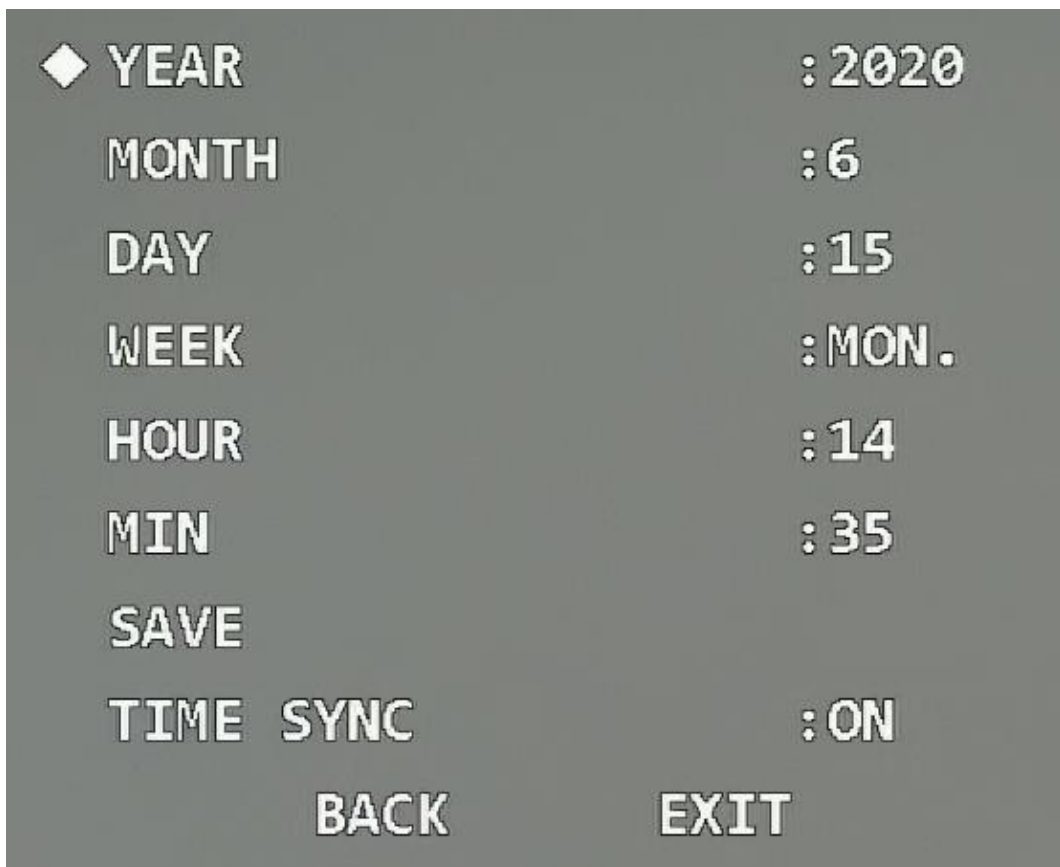 YEAR :2020
MONTH :6
DAY :15
WEEK :MON.
HOUR :14
MIN :35
SAVE
TIME SYNC :ON
BACK EXIT